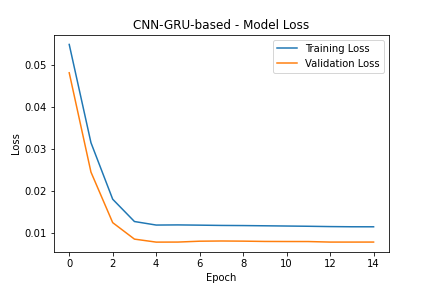 CNN-GRU-based - Model Loss
Training Loss
Validation Loss
0.05
0.04
0.03
0.02
0.01
Loss
0 2 4 6 8 10 12 14
Epoch